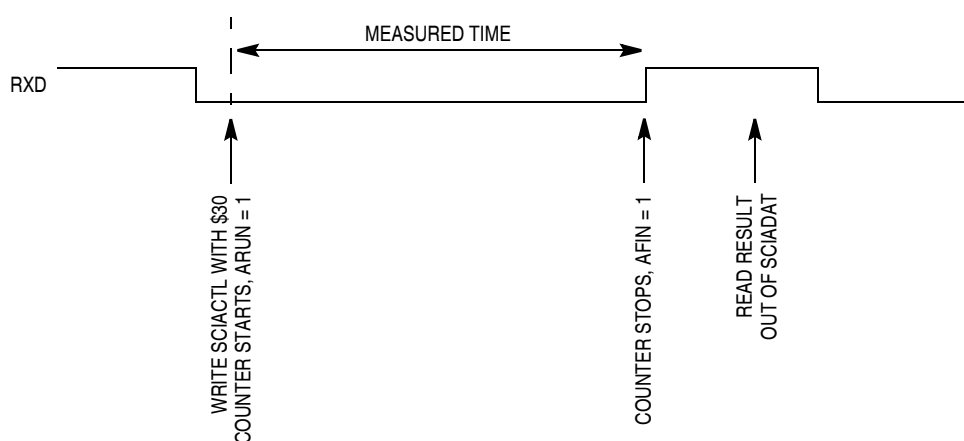 MEASURED TIME
RXD
WRITE SCIACTL WITH $30
COUNTER STARTS, ARUN = 1
COUNTER STOPS, AFIN = 1
READ RESULT
OUT OF SCIADAT